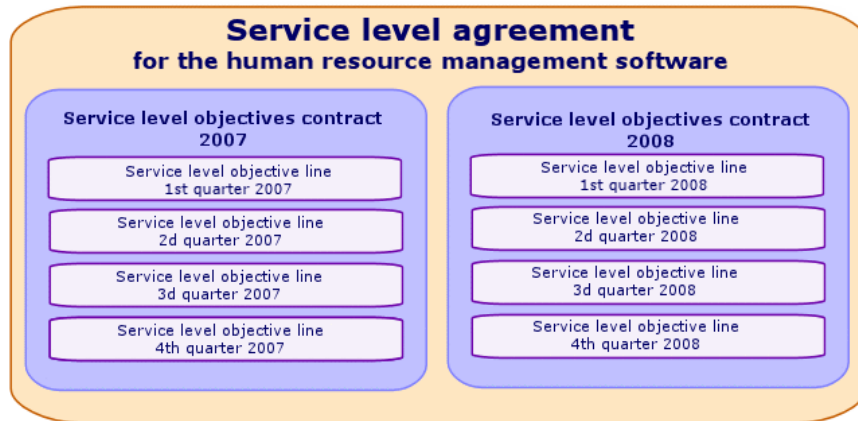 Service level agreement
for the human resource management software
Service level objectives contract
2007
Service level objective line
1st quarter 2007
Service level objective line
2d quarter 2007
Service level objective line
3d quarter 2007
Service level objective line
4th quarter 2007
Service level objectives contract
2008
Service level objective line
1st quarter 2008
Service level objective line
2d quarter 2008
Service level objective line
3d quarter 2008
Service level objective line
4th quarter 2008